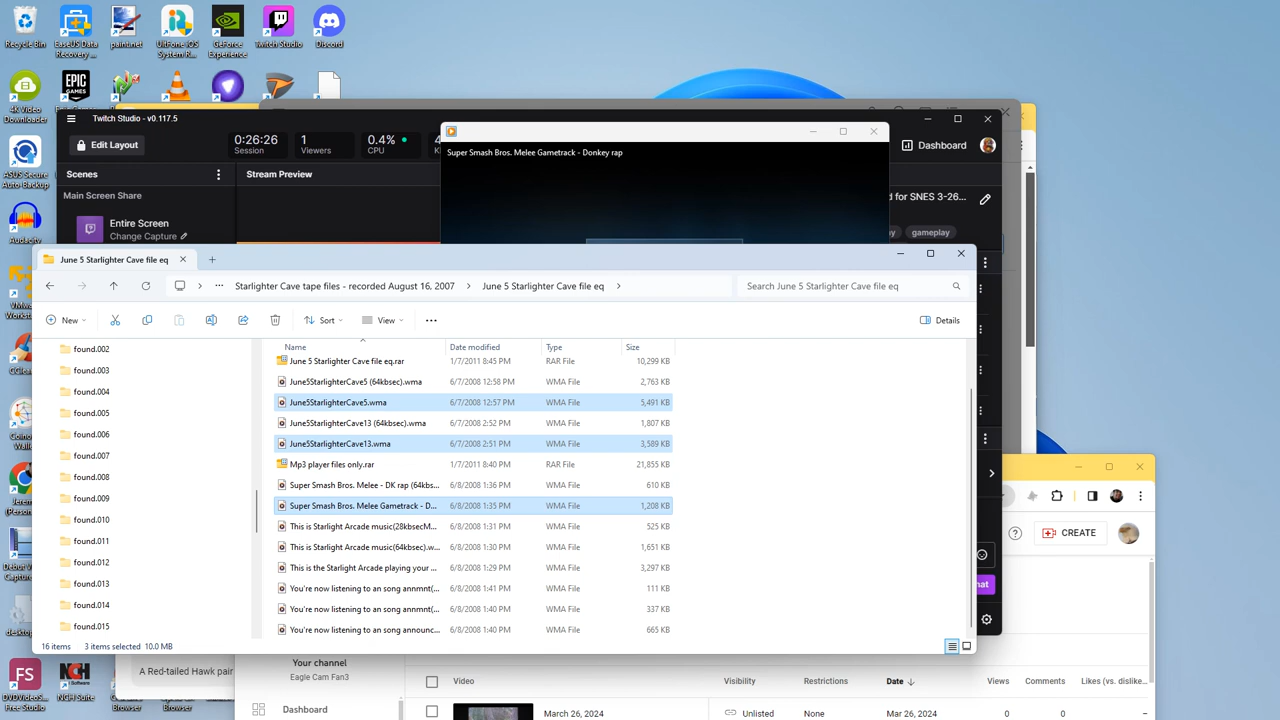 Recycle Bin
EaseUS Data Recovery ...
paint.net
UltFone iOS System R...
GeForce Experience
Twitch Studio
Discord
4K Video Downloader
EPIC GAMES
ASUS Secure Auto-Backup
Audacity
Twitch Studio - v0.117.5
Edit Layout
0:26:26
Session
1
Viewers
0.4%
CPU
Dashboard
Scenes
Stream Preview
Main Screen Share
Entire Screen
Change Capture
Super Smash Bros. Melee Gametrack - Donkey rap
d for SNES 3-26...
gameplay
June 5 Starlighter Cave file eq
Starlighter Cave tape files - recorded August 16, 2007
June 5 Starlighter Cave file eq
Search June 5 Starlighter Cave file eq
New
Sort
View
Details
Name
Date modified
Type
Size
found.002
found.003
found.004
found.005
found.006
found.007
found.008
found.009
found.010
found.011
found.012
found.013
found.014
found.015
June 5 Starlighter Cave file eq.rar 1/7/2011 8:45 PM RAR File 10,299 KB
June5StarlighterCave5 (64kbsec).wma 6/7/2008 12:58 PM WMA File 2,763 KB
June5StarlighterCave5.wma 6/7/2008 12:57 PM WMA File 5,491 KB
June5StarlighterCave13 (64kbsec).wma 6/7/2008 2:52 PM WMA File 1,807 KB
June5StarlighterCave13.wma 6/7/2008 2:51 PM WMA File 3,589 KB
Mp3 player files only.rar 1/7/2011 8:40 PM RAR File 21,855 KB
Super Smash Bros. Melee - DK rap (64kbs... 6/8/2008 1:36 PM WMA File 610 KB
Super Smash Bros. Melee Gametrack - D... 6/8/2008 1:35 PM WMA File 1,208 KB
This is Starlight Arcade music(28kbsecM... 6/8/2008 1:31 PM WMA File 525 KB
This is Starlight Arcade music(64kbsec).w... 6/8/2008 1:30 PM WMA File 1,651 KB
This is the Starlight Arcade playing your ... 6/8/2008 1:29 PM WMA File 3,297 KB
You're now listening to an song annmnt(... 6/8/2008 1:41 PM WMA File 111 KB
You're now listening to an song annmnt(... 6/8/2008 1:40 PM WMA File 337 KB
You're now listening to an song announc... 6/8/2008 1:40 PM WMA File 665 KB
16 items 3 items selected 10.0 MB
CREATE
A Red-tailed Hawk pair
FS
DVDVideoS... Free Studio
NCH
NCH Suite
Browser
Browser
Your channel
Eagle Cam Fan3
Dashboard
Video
Visibility
Restrictions
Date
Views
Comments
Likes (vs. dislike...
March 26, 2024
Unlisted
None
Mar 26, 2024
0
0